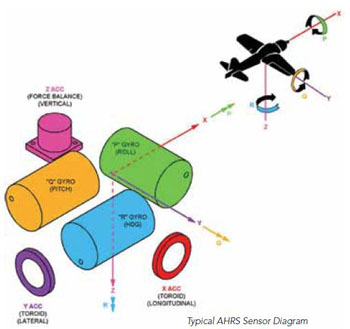 X
P
Q
Y
R
Z
Z ACC
(FORCE BALANCE)
(VERTICAL)
"P" GYRO
(ROLL)
X
P
"Q" GYRO
(PITCH)
"R" GYRO
(HDG)
Y
Q
Z
R
X ACC
(TOROID)
(LONGITUDINAL)
Y ACC
(TOROID)
(LATERAL)
Typical AHRS Sensor Diagram